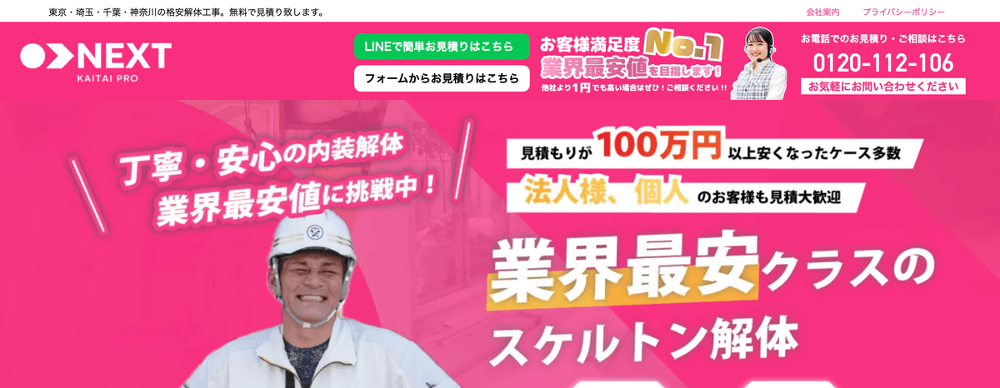 東京・埼玉・千葉・神奈川の格安解体工事。無料で見積り致します。
会社案内
プライバシーポリシー
NEXT
KAITAI PRO
LINEで簡単お見積りはこちら
フォームからお見積りはこちら
お客様満足度No.1
業界最安値を目指します!
他社より1円でも高い場合はぜひ!ご相談ください!!
お電話でのお見積り・ご相談はこちら
0120-112-106
お気軽にお問い合わせください
丁寧・安心の内装解体
業界最安値に挑戦中!
見積もりが100万円以上安くなったケース多数
法人様、個人のお客様も見積大歓迎
業界最安クラスの
スケルトン解体